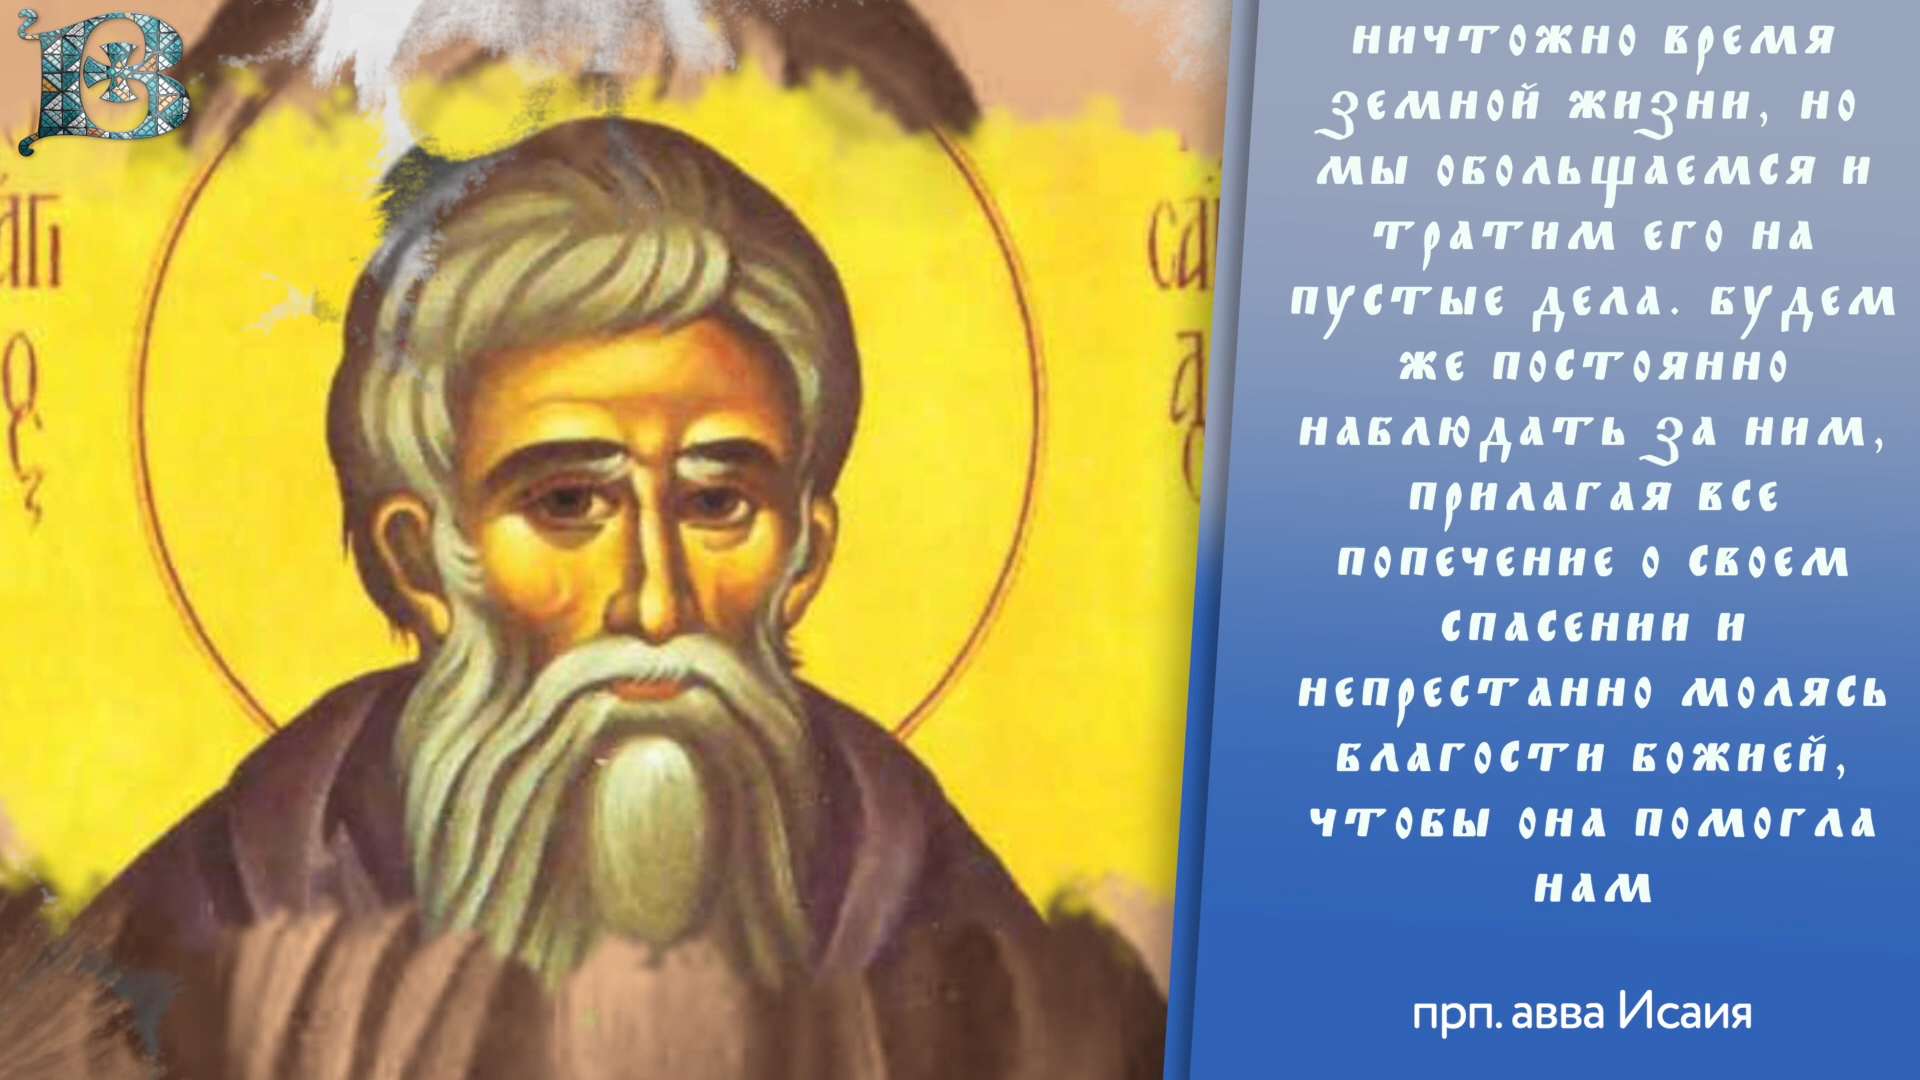 В
ничтожно время
земной жизни, но
мы обольщаемся и
тратим его на
пустые дела. Будем
же постоянно
наблюдать за ним,
прилагая все
попечение о своем
спасении и
непрестанно молясь
благости Божией,
чтобы она помогла
нам
прп. авва Исаия